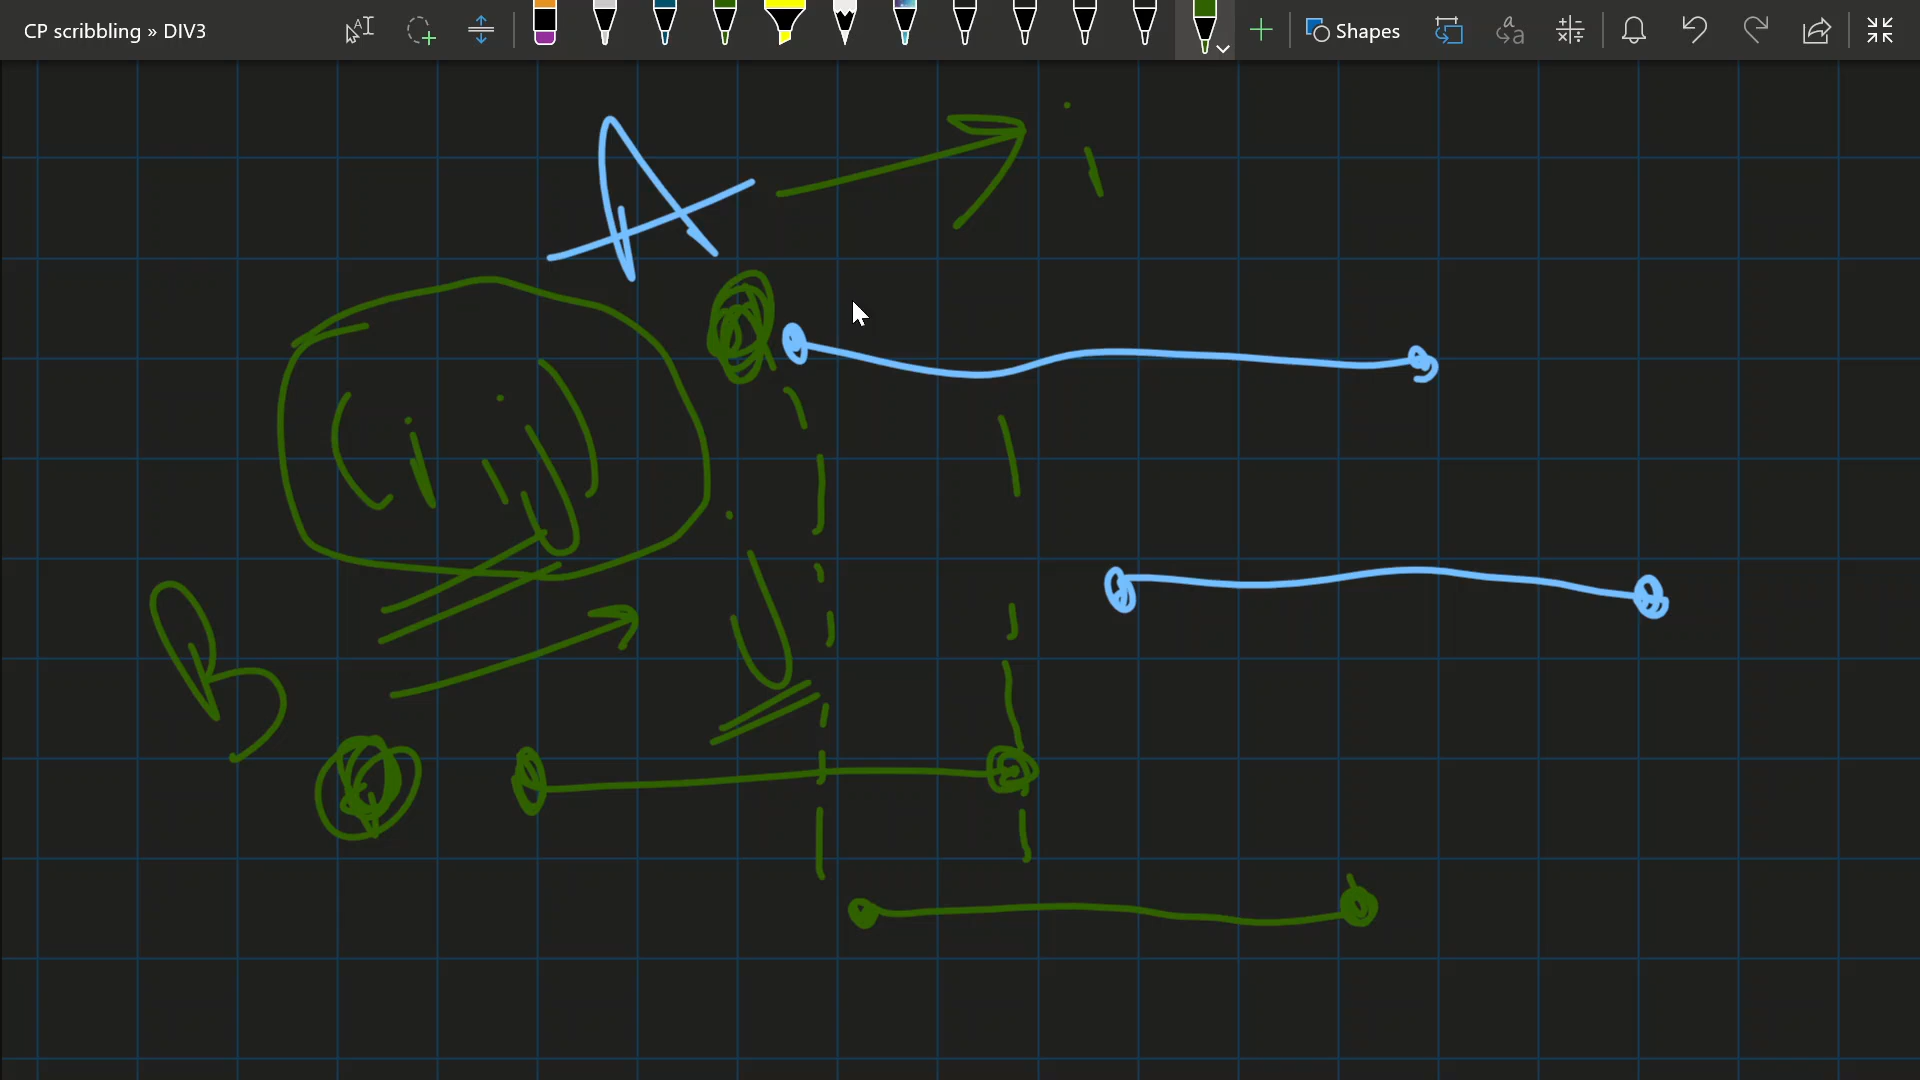 CP scribbling » DIV3
Shapes
A i
(i, j)
j
B